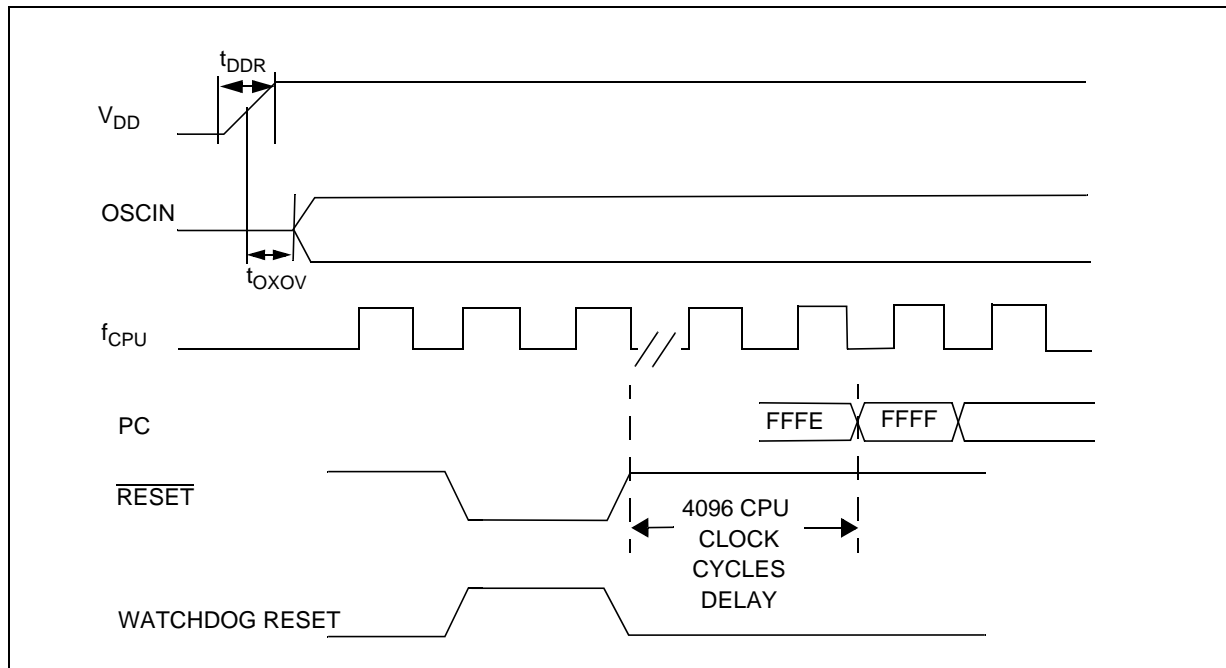 tDDR
VDD
OSCIN
tOXOV
fCPU
PC
FFFE
FFFF
RESET
4096 CPU
CLOCK
CYCLES
DELAY
WATCHDOG RESET